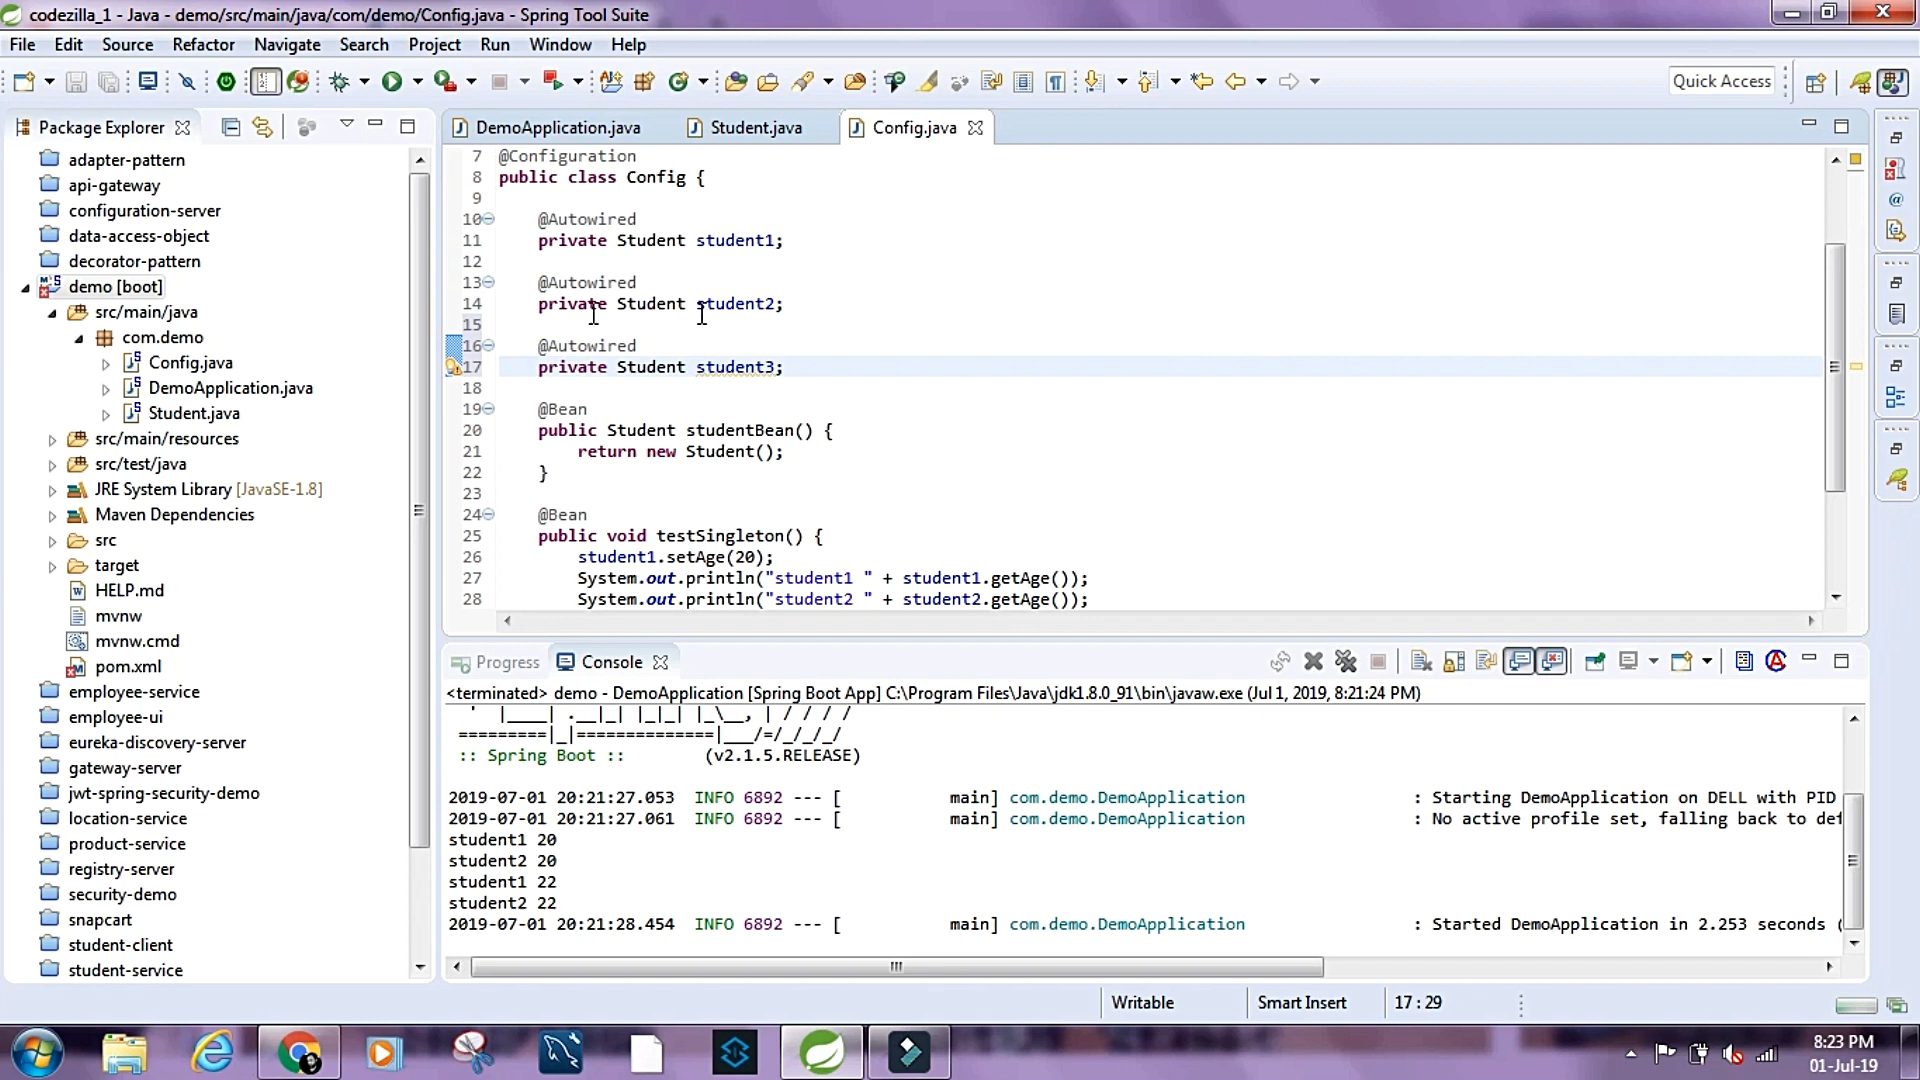 codezilla_1 - Java - demo/src/main/java/com/demo/Config.java - Spring Tool Suite
File Edit Source Refactor Navigate Search Project Run Window Help
Quick Access
Package Explorer
adapter-pattern
api-gateway
configuration-server
data-access-object
decorator-pattern
demo [boot]
src/main/java
com.demo
Config.java
DemoApplication.java
Student.java
src/main/resources
src/test/java
JRE System Library [JavaSE-1.8]
Maven Dependencies
src
target
HELP.md
mvnw
mvnw.cmd
pom.xml
employee-service
employee-ui
eureka-discovery-server
gateway-server
jwt-spring-security-demo
location-service
product-service
registry-server
security-demo
snapcart
student-client
student-service
DemoApplication.java Student.java Config.java
7 @Configuration
8 public class Config {
9
10 @Autowired
11 private Student student1;
12
13 @Autowired
14 private Student student2;
15
16 @Autowired
17 private Student student3;
18
19 @Bean
20 public Student studentBean() {
21 return new Student();
22 }
23
24 @Bean
25 public void testSingleton() {
26 student1.setAge(20);
27 System.out.println("student1 " + student1.getAge());
28 System.out.println("student2 " + student2.getAge());
Progress Console
<terminated> demo - DemoApplication [Spring Boot App] C:\Program Files\Java\jdk1.8.0_91\bin\javaw.exe (Jul 1, 2019, 8:21:24 PM)
'  |____| .__|_| |_|_| |_\__, | / / / /
=========|_|==============|___/=/_/_/_/
:: Spring Boot :: (v2.1.5.RELEASE)
2019-07-01 20:21:27.053 INFO 6892 --- [ main] com.demo.DemoApplication : Starting DemoApplication on DELL with PID
2019-07-01 20:21:27.061 INFO 6892 --- [ main] com.demo.DemoApplication : No active profile set, falling back to def
student1 20
student2 20
student1 22
student2 22
2019-07-01 20:21:28.454 INFO 6892 --- [ main] com.demo.DemoApplication : Started DemoApplication in 2.253 seconds (
Writable Smart Insert 17 : 29
8:23 PM
01-Jul-19